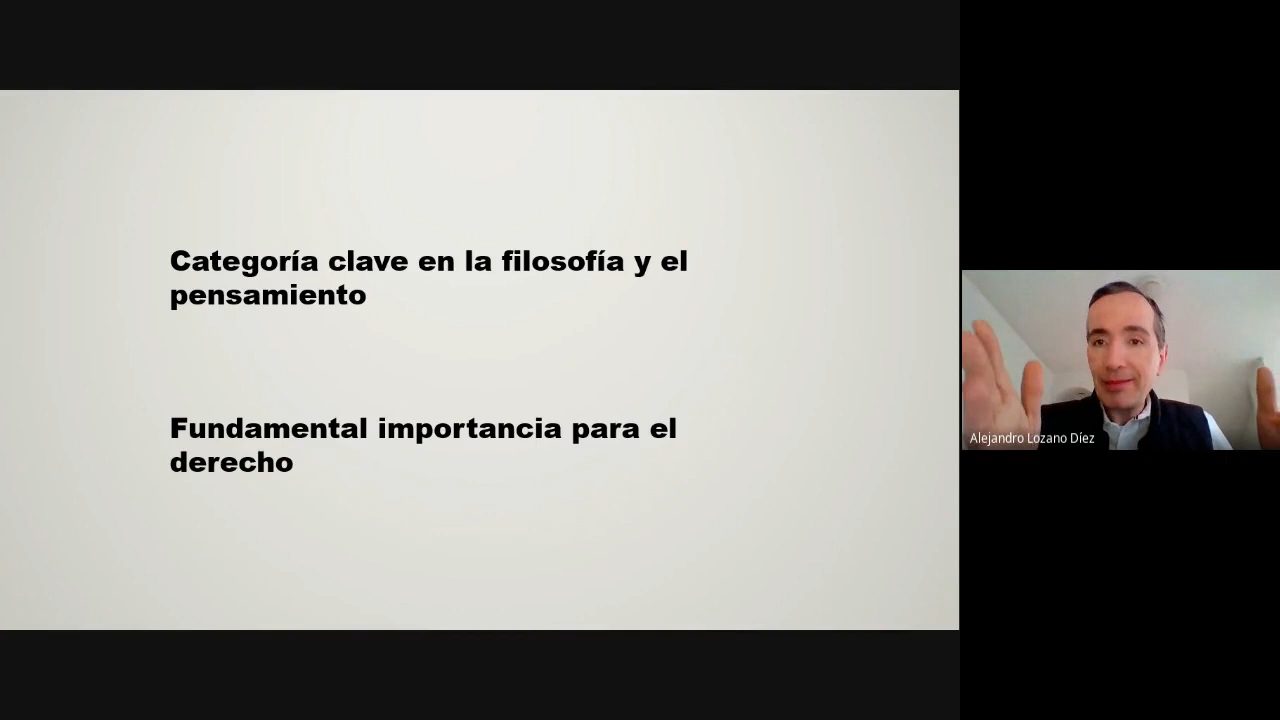 Categoría clave en la filosofía y el
pensamiento
Fundamental importancia para el
derecho
Alejandro Lozano Díez